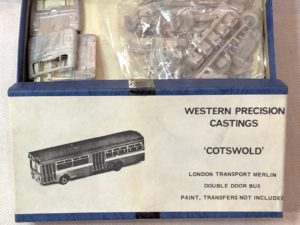 WESTERN PRECISION
CASTINGS
'COTSWOLD'
LONDON TRANSPORT MERLIN
DOUBLE DOOR BUS
PAINT, TRANSFERS NOT INCLUDED